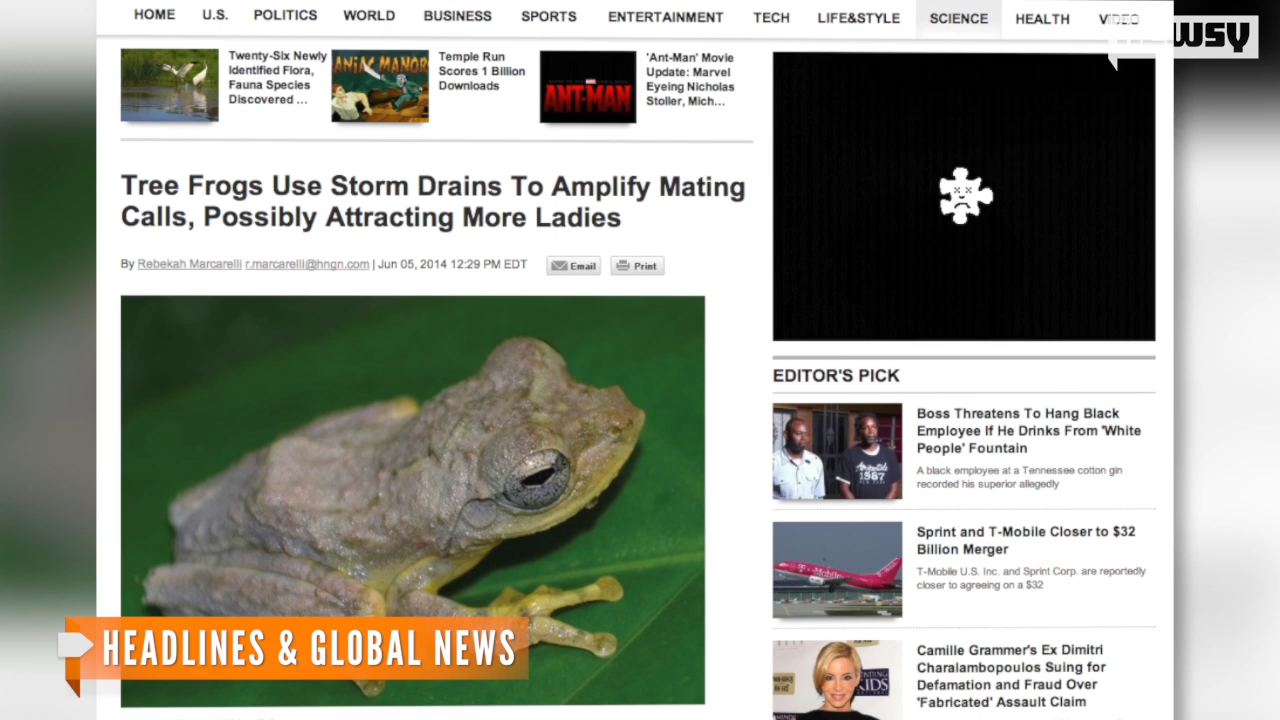 HOME U.S. POLITICS WORLD BUSINESS SPORTS ENTERTAINMENT TECH LIFE&STYLE SCIENCE HEALTH VIDEO
Twenty-Six Newly
Identified Flora,
Fauna Species
Discovered ...
MANIAC MANORS
Temple Run
Scores 1 Billion
Downloads
ANT-MAN
'Ant-Man' Movie
Update: Marvel
Eyeing Nicholas
Stoller, Mich...
Tree Frogs Use Storm Drains To Amplify Mating
Calls, Possibly Attracting More Ladies
By Rebekah Marcarelli r.marcarelli@hngn.com | Jun 05, 2014 12:29 PM EDT
Email
Print
HEADLINES & GLOBAL NEWS
newsy
EDITOR'S PICK
1987
Boss Threatens To Hang Black
Employee If He Drinks From 'White
People' Fountain
A black employee at a Tennessee cotton gin
recorded his superior allegedly
T-Mobile
Sprint and T-Mobile Closer to $32
Billion Merger
T-Mobile U.S. Inc. and Sprint Corp. are reportedly
closer to agreeing on a $32
KIDS
Camille Grammer's Ex Dimitri
Charalambopoulos Suing for
Defamation and Fraud Over
'Fabricated' Assault Claim